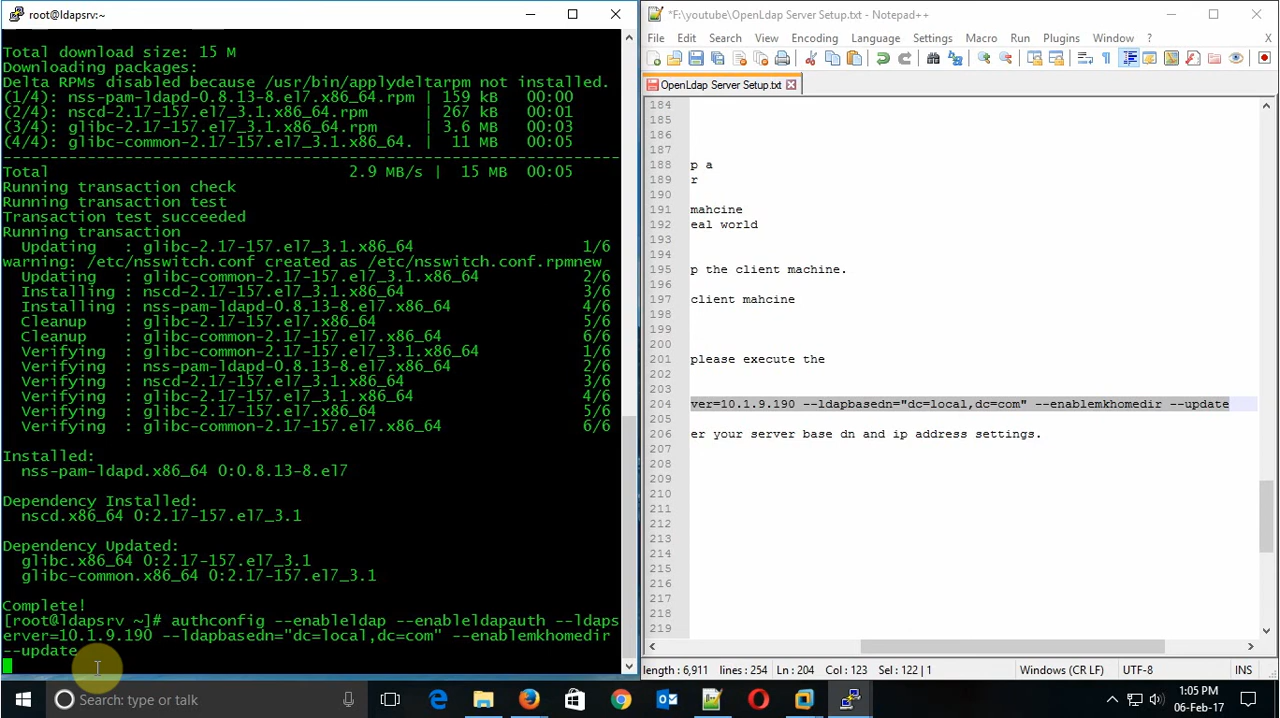 root@ldapsrv:~
Total download size: 15 M
Downloading packages:
Delta RPMs disabled because /usr/bin/applydeltarpm not installed.
(1/4): nss-pam-ldapd-0.8.13-8.el7.x86_64.rpm | 159 kB 00:00
(2/4): nscd-2.17-157.el7_3.1.x86_64.rpm | 267 kB 00:01
(3/4): glibc-2.17-157.el7_3.1.x86_64.rpm | 3.6 MB 00:03
(4/4): glibc-common-2.17-157.el7_3.1.x86_64. | 11 MB 00:05
--------------------------------------------------------------------------------
Total 2.9 MB/s | 15 MB 00:05
Running transaction check
Running transaction test
Transaction test succeeded
Running transaction
Updating : glibc-2.17-157.el7_3.1.x86_64 1/6
warning: /etc/nsswitch.conf created as /etc/nsswitch.conf.rpmnew
Updating : glibc-common-2.17-157.el7_3.1.x86_64 2/6
Installing : nscd-2.17-157.el7_3.1.x86_64 3/6
Installing : nss-pam-ldapd-0.8.13-8.el7.x86_64 4/6
Cleanup : glibc-2.17-157.el7.x86_64 5/6
Cleanup : glibc-common-2.17-157.el7.x86_64 6/6
Verifying : glibc-common-2.17-157.el7_3.1.x86_64 1/6
Verifying : nss-pam-ldapd-0.8.13-8.el7.x86_64 2/6
Verifying : nscd-2.17-157.el7_3.1.x86_64 3/6
Verifying : glibc-2.17-157.el7_3.1.x86_64 4/6
Verifying : glibc-common-2.17-157.el7.x86_64 5/6
Verifying : glibc-2.17-157.el7.x86_64 6/6
Installed:
nss-pam-ldapd.x86_64 0:0.8.13-8.el7
Dependency Installed:
nscd.x86_64 0:2.17-157.el7_3.1
Dependency Updated:
glibc.x86_64 0:2.17-157.el7_3.1
glibc-common.x86_64 0:2.17-157.el7_3.1
Complete!
[root@ldapsrv ~]# authconfig --enableldap --enableldapauth --ldaps
erver=10.1.9.190 --ldapbasedn="dc=local,dc=com" --enablemkhomedir
--update
*F:\youtube\OpenLdap Server Setup.txt - Notepad++
File Edit Search View Encoding Language Settings Macro Run Plugins Window ? X
OpenLdap Server Setup.txt
184
185
186
187
188 p a
189 r
190
191 mahcine
192 eal world
193
194
195 p the client machine.
196
197 client mahcine
198
199
200
201 please execute the
202
203
204 ver=10.1.9.190 --ldapbasedn="dc=local,dc=com" --enablemkhomedir --update
205
206 er your server base dn and ip address settings.
207
208
209
210
211
212
213
214
215
216
217
218
219
length : 6,911 lines : 254 Ln : 204 Col : 123 Sel : 122 | 1 Windows (CR LF) UTF-8 INS
Search: type or talk
1:05 PM
06-Feb-17